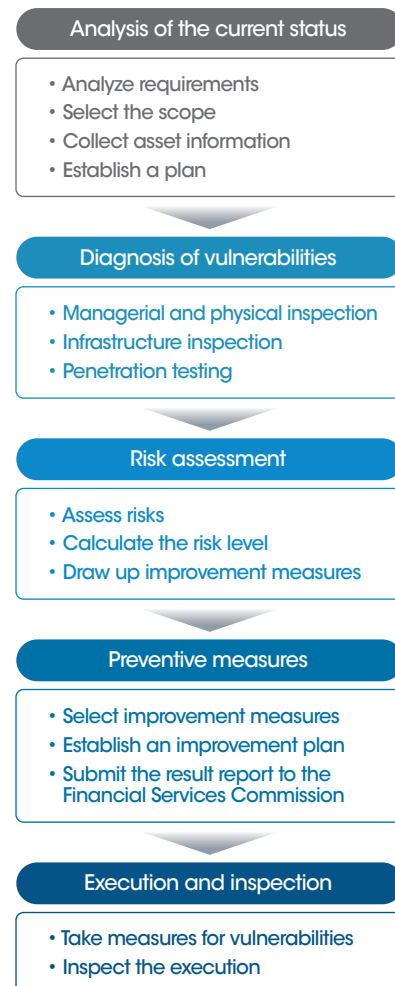 Analysis of the current status
• Analyze requirements
• Select the scope
• Collect asset information
• Establish a plan
Diagnosis of vulnerabilities
• Managerial and physical inspection
• Infrastructure inspection
• Penetration testing
Risk assessment
• Assess risks
• Calculate the risk level
• Draw up improvement measures
Preventive measures
• Select improvement measures
• Establish an improvement plan
• Submit the result report to the
Financial Services Commission
Execution and inspection
• Take measures for vulnerabilities
• Inspect the execution